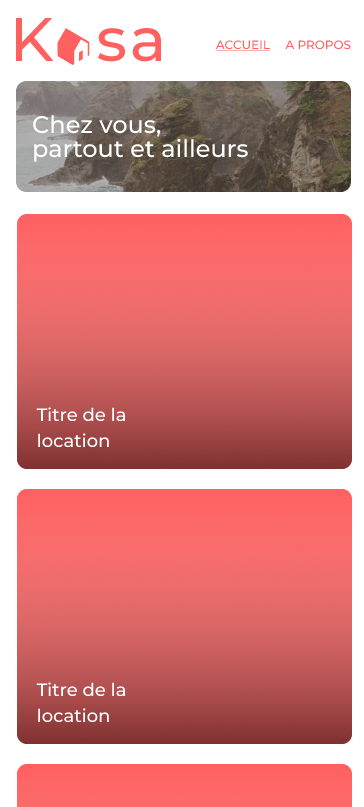 Kasa
ACCUEIL A PROPOS
Chez vous,
partout et ailleurs
Titre de la
location
Titre de la
location